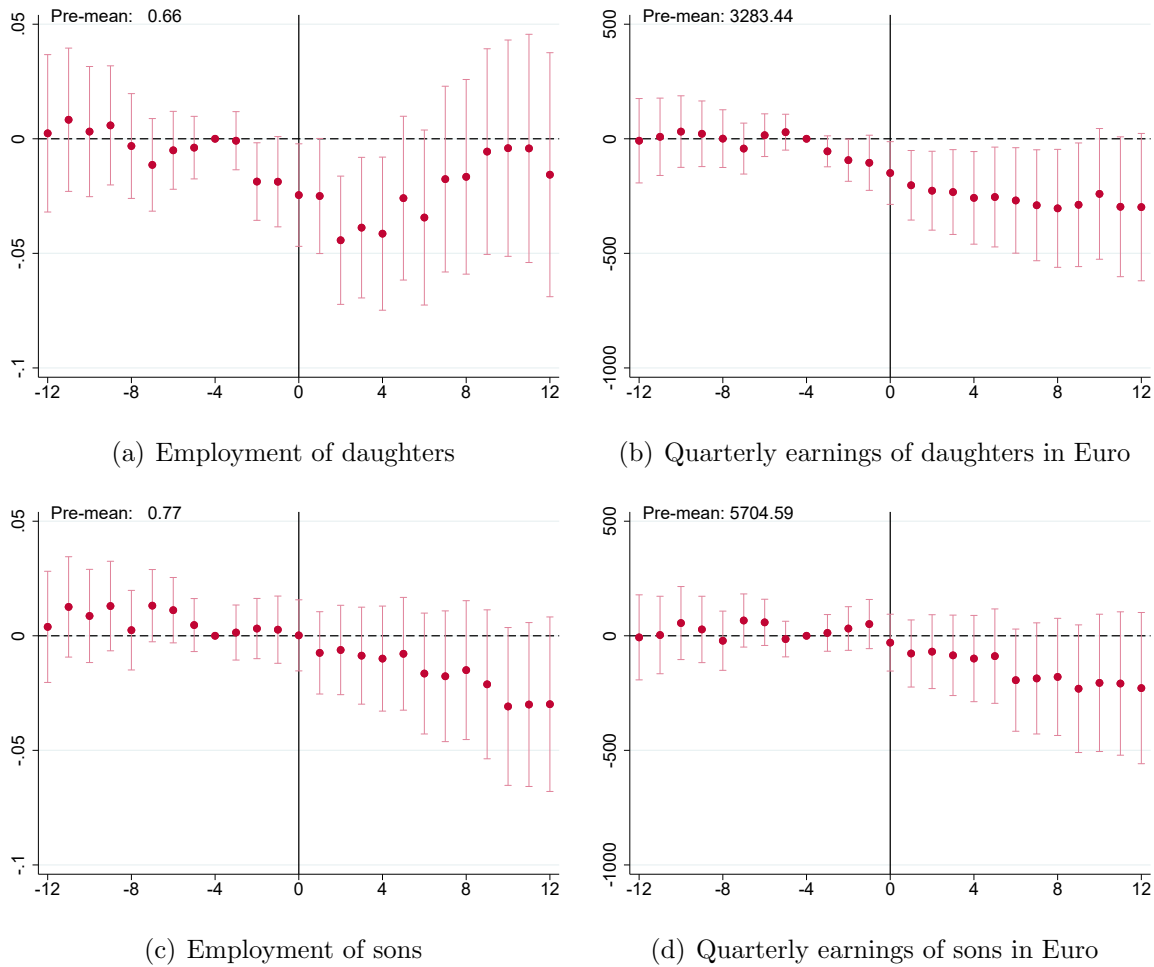 Pre-mean: 0.66
.05
0
-.05
-.1
-12 -8 -4 0 4 8 12
(a) Employment of daughters
Pre-mean: 3283.44
500
0
-500
-1000
-12 -8 -4 0 4 8 12
(b) Quarterly earnings of daughters in Euro
Pre-mean: 0.77
.05
0
-.05
-.1
-12 -8 -4 0 4 8 12
(c) Employment of sons
Pre-mean: 5704.59
500
0
-500
-1000
-12 -8 -4 0 4 8 12
(d) Quarterly earnings of sons in Euro